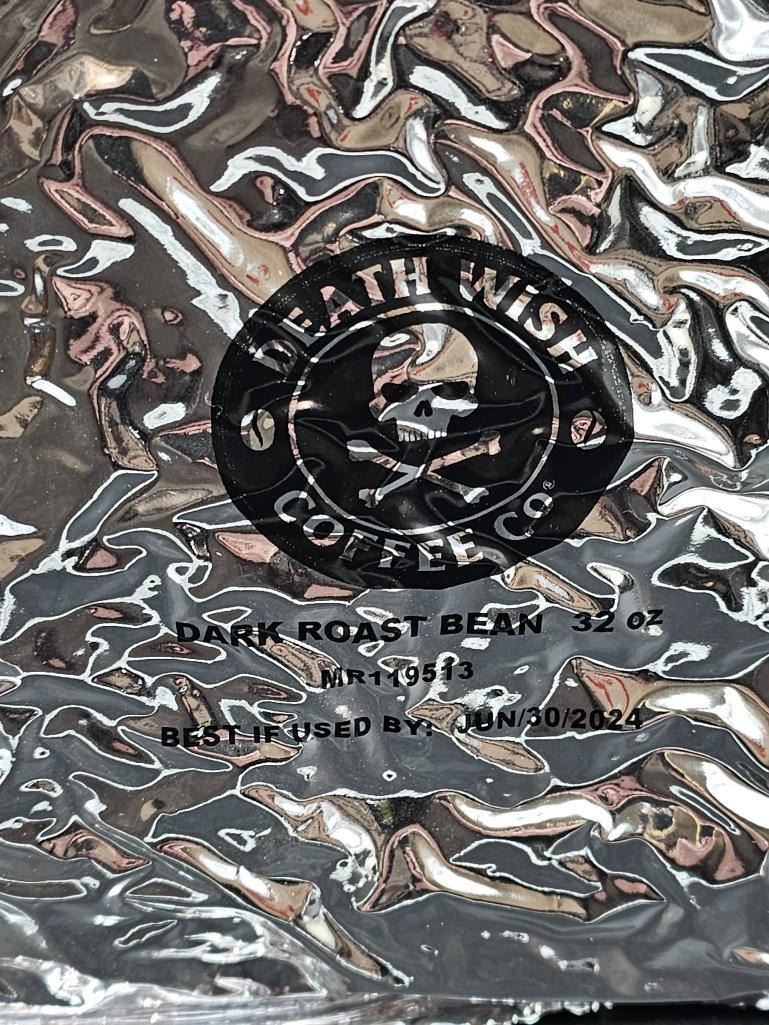 DEATH WISH
COFFEE CO®
DARK ROAST BEAN 32 oz
MR119513
BEST IF USED BY: JUN/30/2024